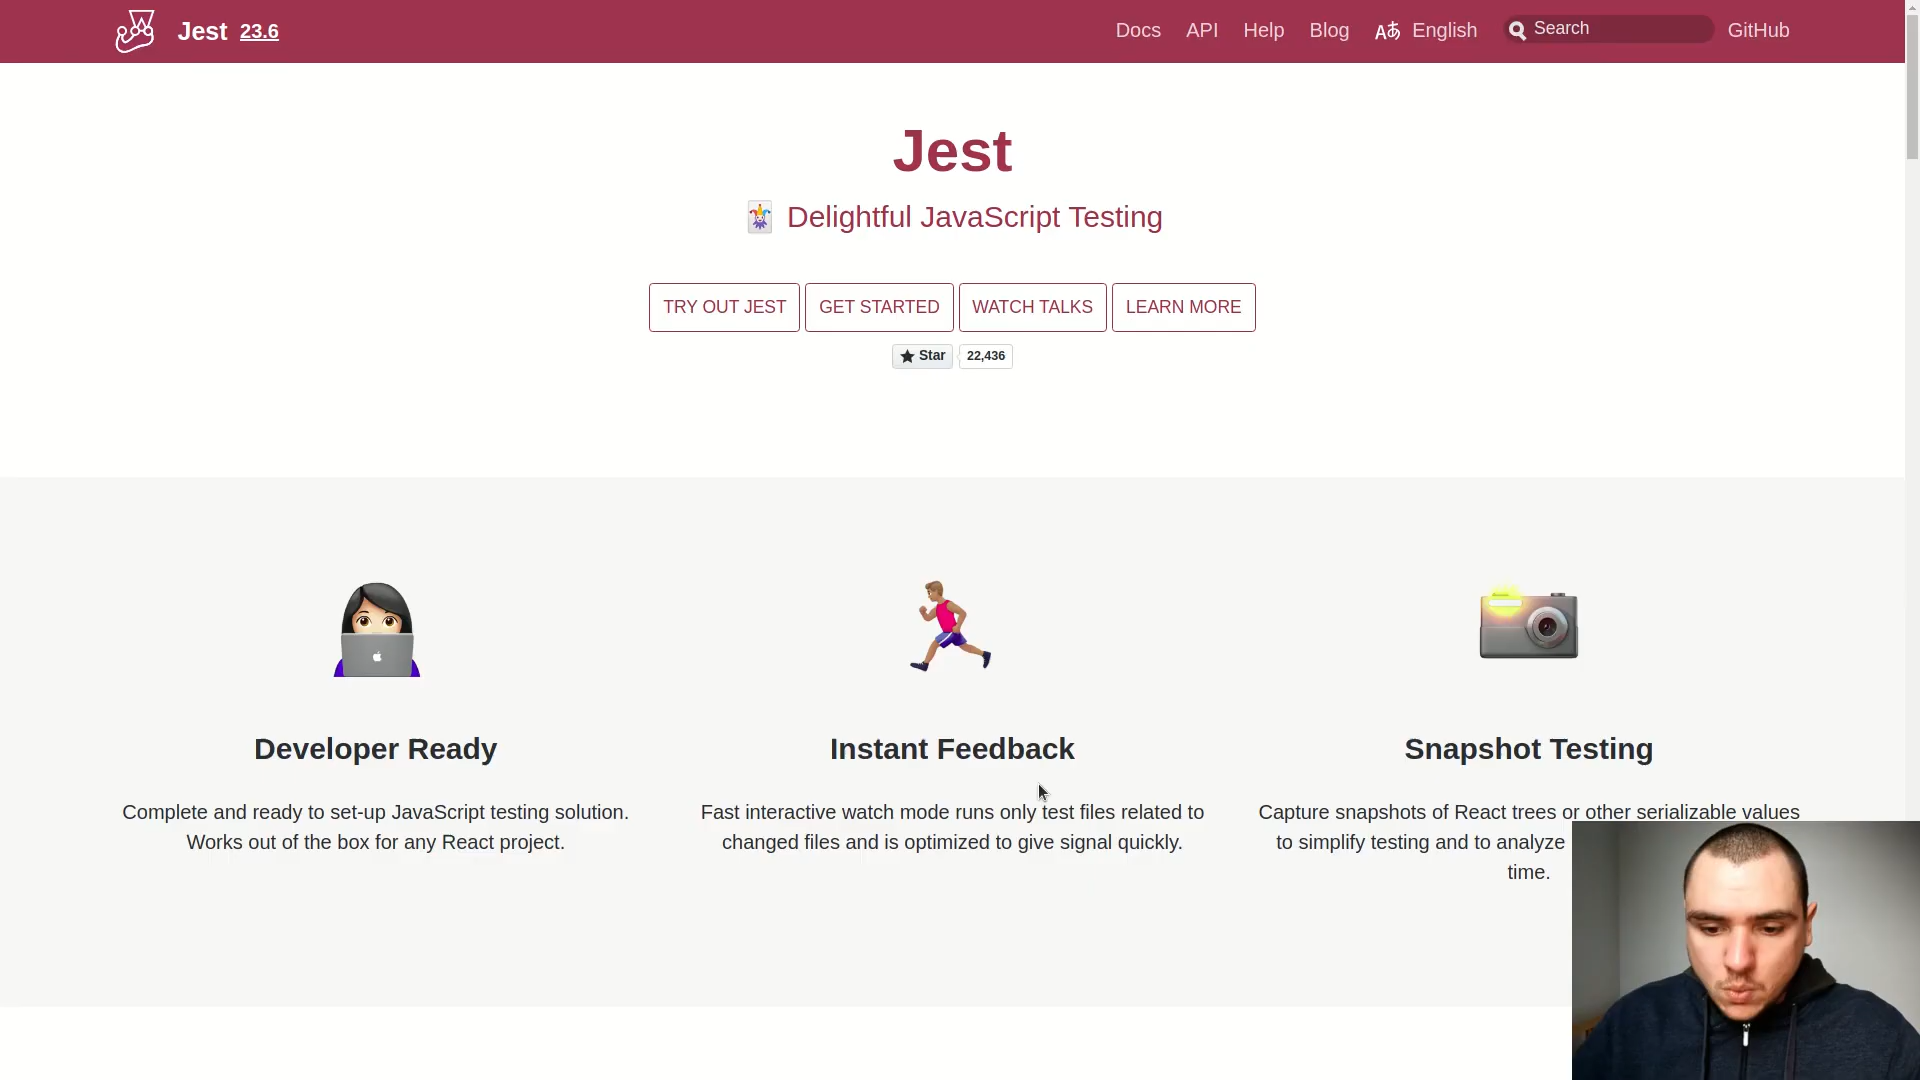 Jest 23.6
Docs API Help Blog Aあ English Search GitHub
Jest
Delightful JavaScript Testing
TRY OUT JEST GET STARTED WATCH TALKS LEARN MORE
Star 22,436
Developer Ready
Complete and ready to set-up JavaScript testing solution.
Works out of the box for any React project.
Instant Feedback
Fast interactive watch mode runs only test files related to
changed files and is optimized to give signal quickly.
Snapshot Testing
Capture snapshots of React trees or other serializable values
to simplify testing and to analyze
time.